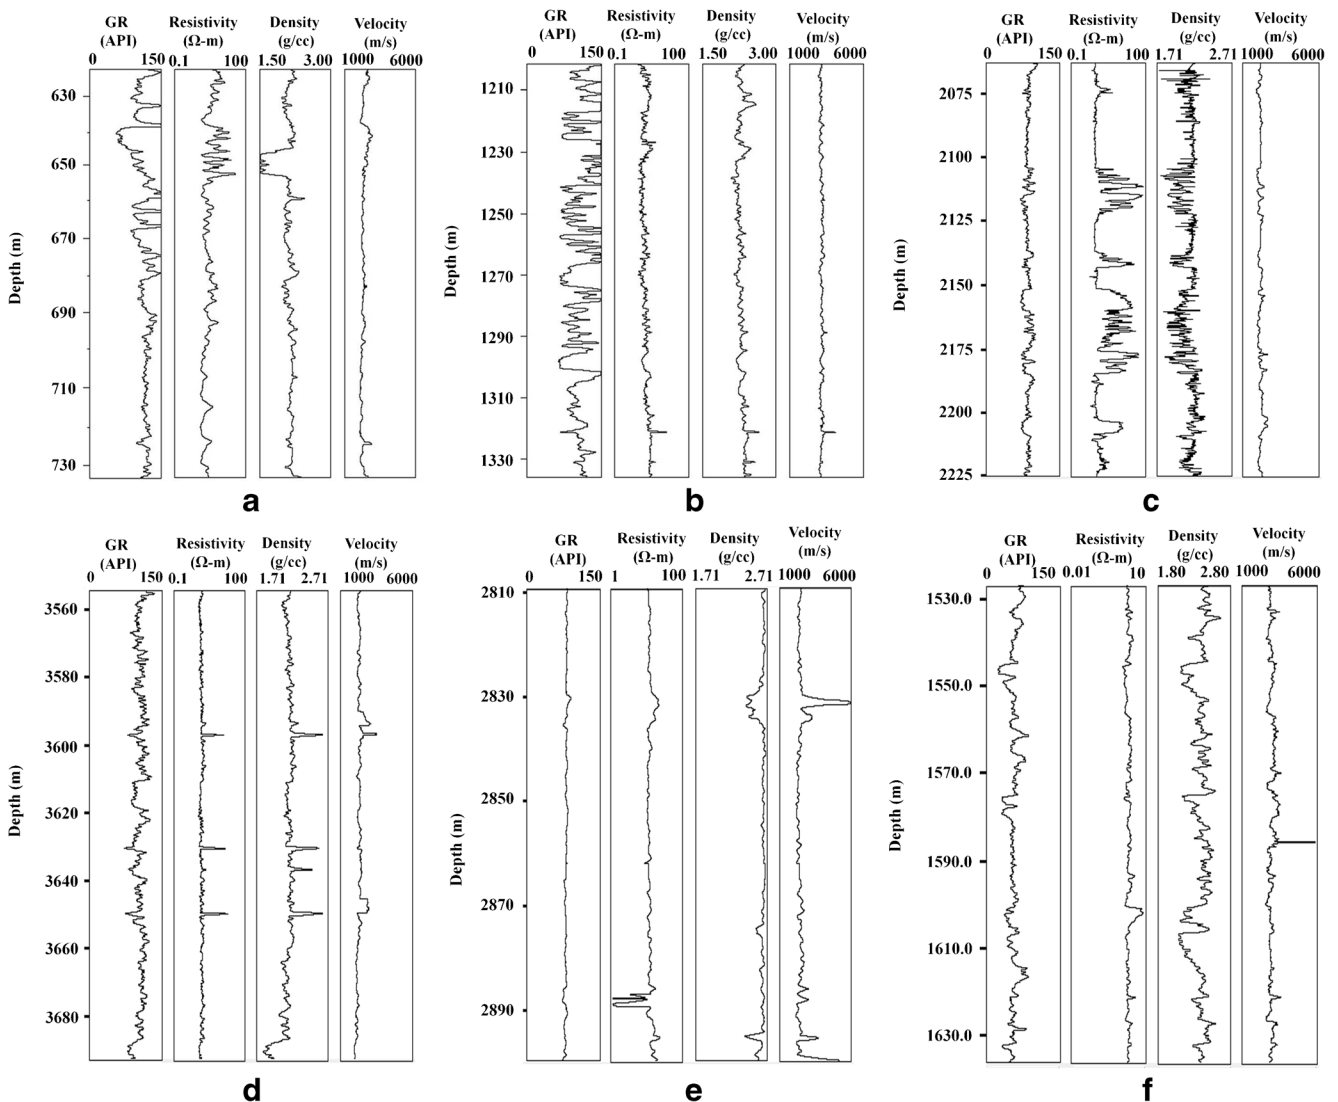 GR Resistivity Density Velocity
(API) (Ω-m) (g/cc) (m/s)
0 150 0.1 100 1.50 3.00 1000 6000
630
650
670
690
710
730
Depth (m)
a
GR Resistivity Density Velocity
(API) (Ω-m) (g/cc) (m/s)
0 150 0.1 100 1.50 3.00 1000 6000
1210
1230
1250
1270
1290
1310
1330
Depth (m)
b
GR Resistivity Density Velocity
(API) (Ω-m) (g/cc) (m/s)
0 150 0.1 100 1.71 2.71 1000 6000
2075
2100
2125
2150
2175
2200
2225
Depth (m)
c
GR Resistivity Density Velocity
(API) (Ω-m) (g/cc) (m/s)
0 150 0.1 100 1.71 2.71 1000 6000
3560
3580
3600
3620
3640
3660
3680
Depth (m)
d
GR Resistivity Density Velocity
(API) (Ω-m) (g/cc) (m/s)
0 150 1 100 1.71 2.71 1000 6000
2810
2830
2850
2870
2890
Depth (m)
e
GR Resistivity Density Velocity
(API) (Ω-m) (g/cc) (m/s)
0 150 0.01 10 1.80 2.80 1000 6000
1530.0
1550.0
1570.0
1590.0
1610.0
1630.0
Depth (m)
f